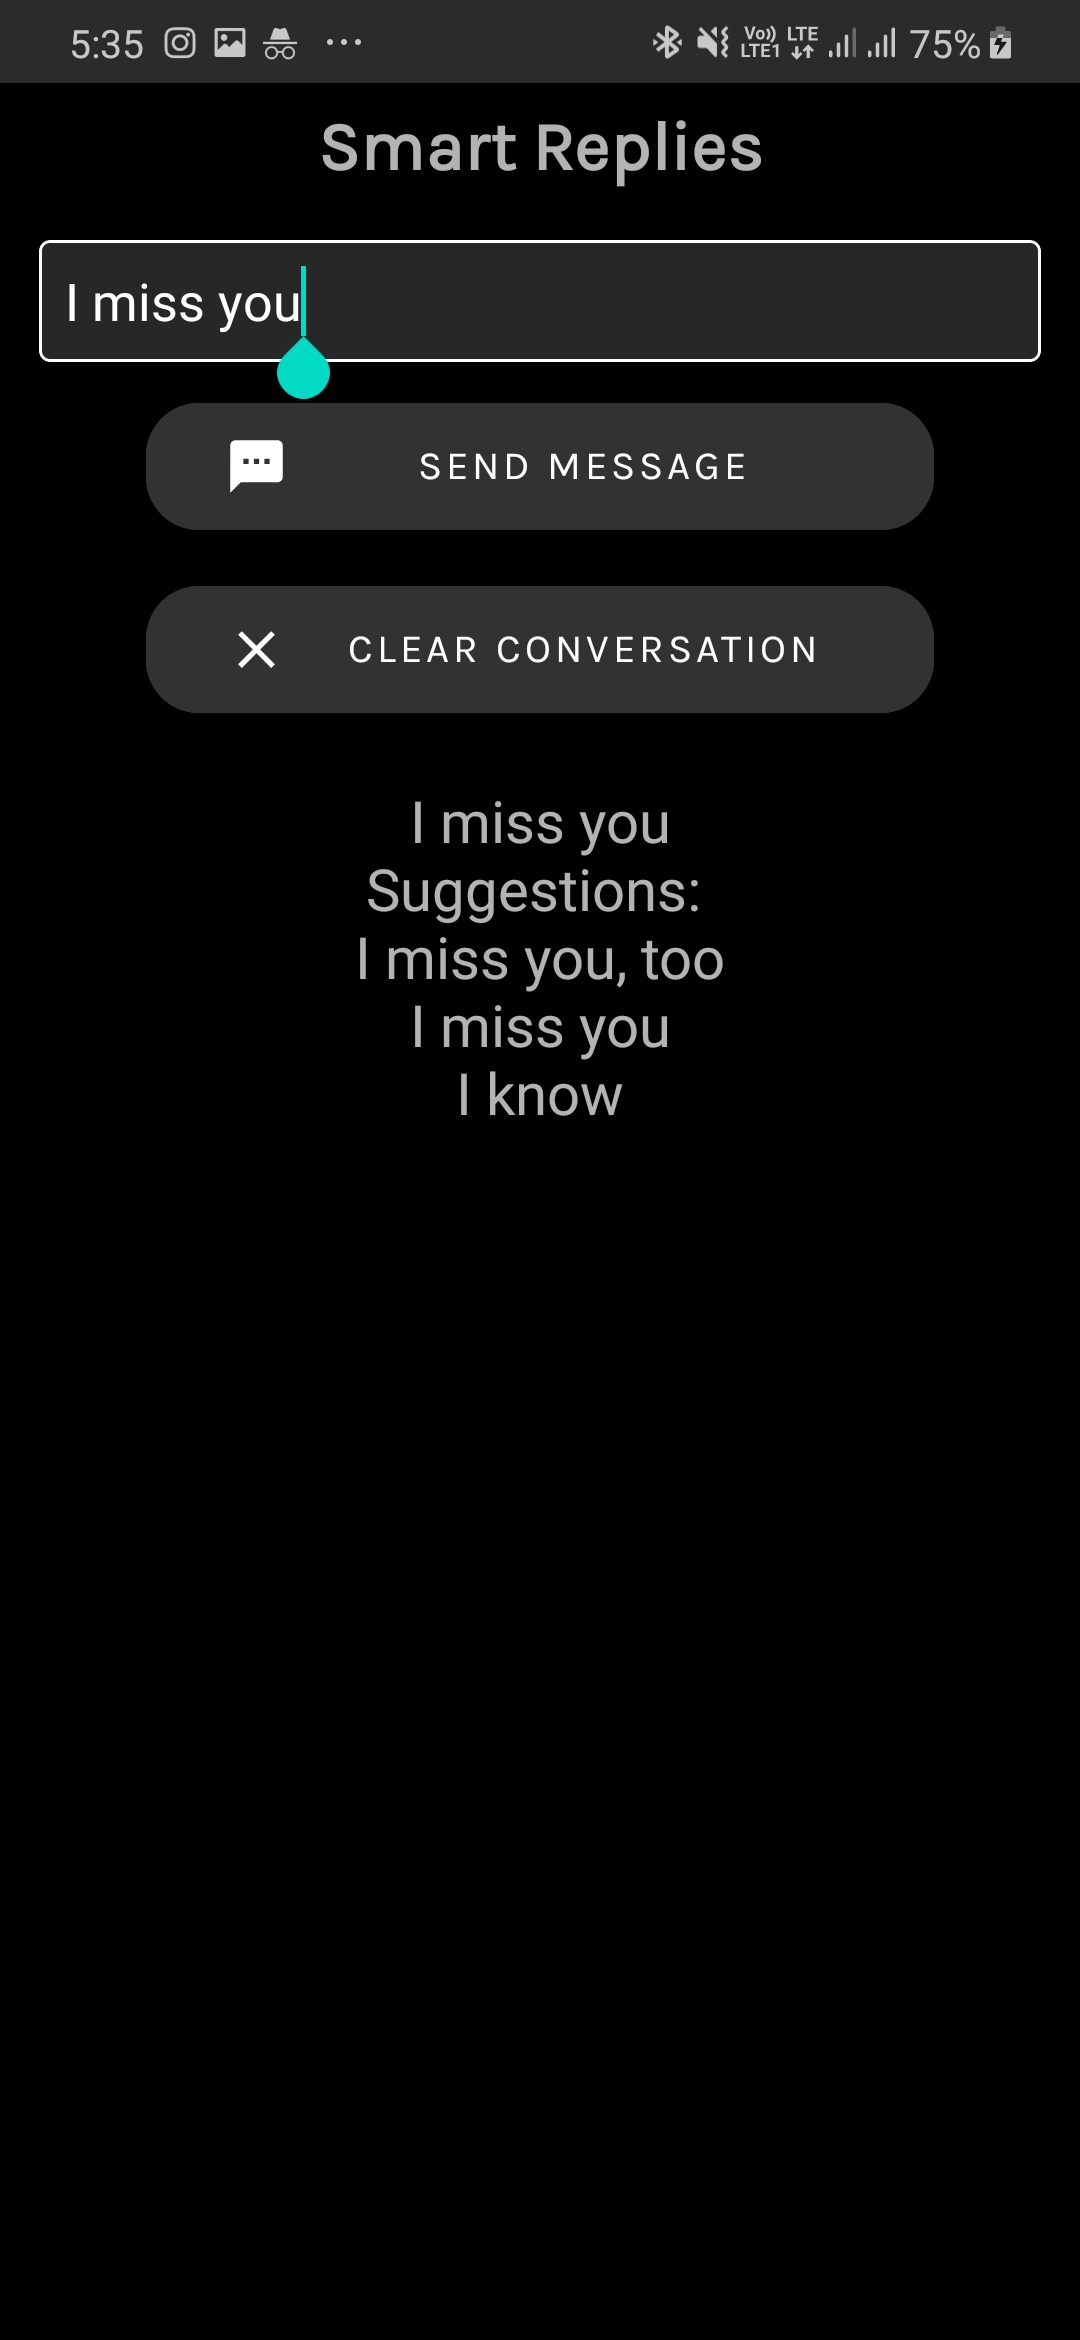 5:35 Vo)) LTE1 LTE 75%
Smart Replies
I miss you
SEND MESSAGE
CLEAR CONVERSATION
I miss you
Suggestions:
I miss you, too
I miss you
I know